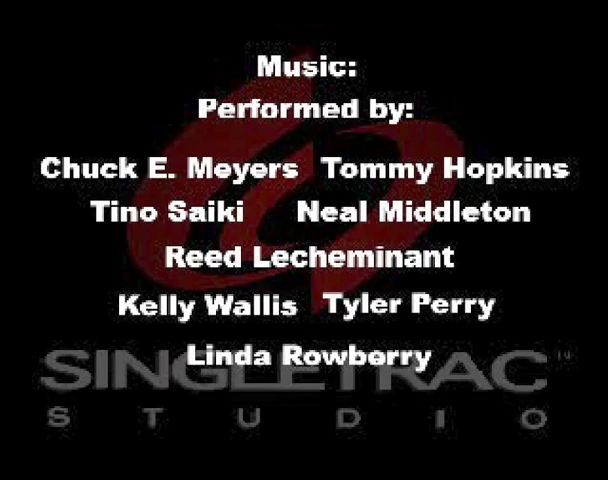 Music:
Performed by:
Chuck E. Meyers Tommy Hopkins
Tino Saiki Neal Middleton
Reed Lecheminant
Kelly Wallis Tyler Perry
Linda Rowberry
SINGLETRAC TM
STUDIO